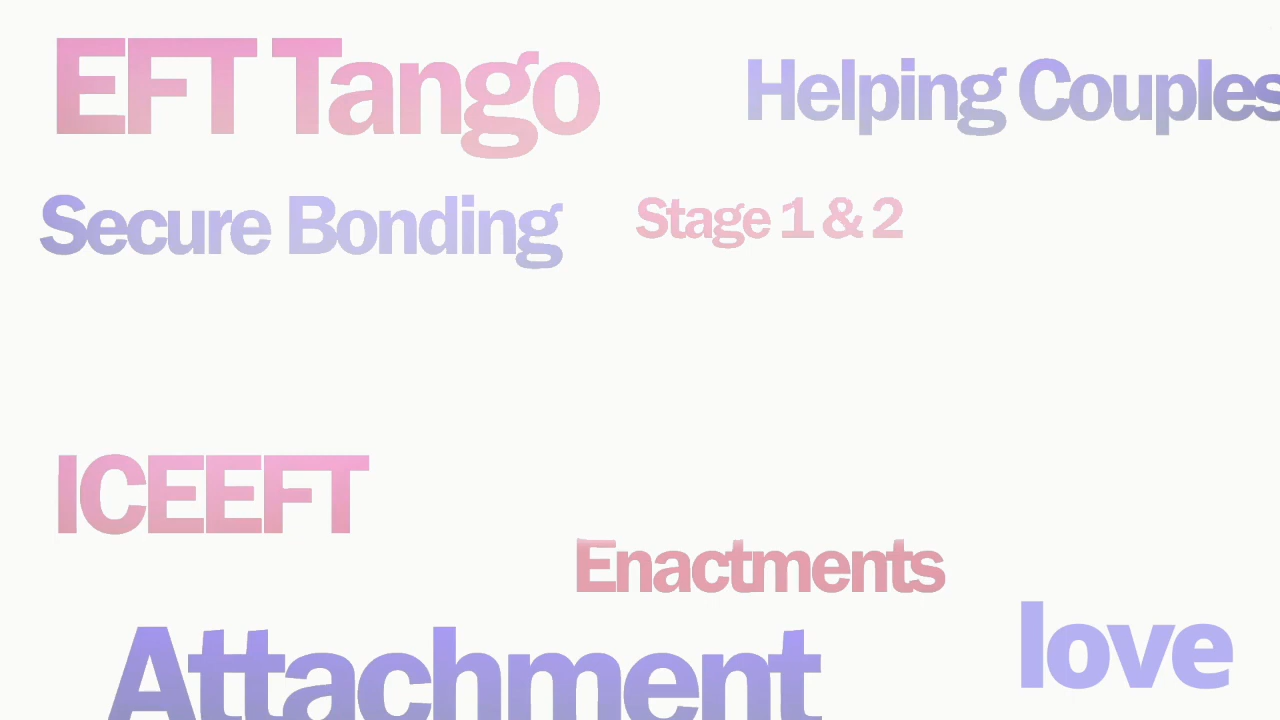 EFT Tango
Helping Couples
Secure Bonding
Stage 1 & 2
ICEEFT
Enactments
love
Attachment